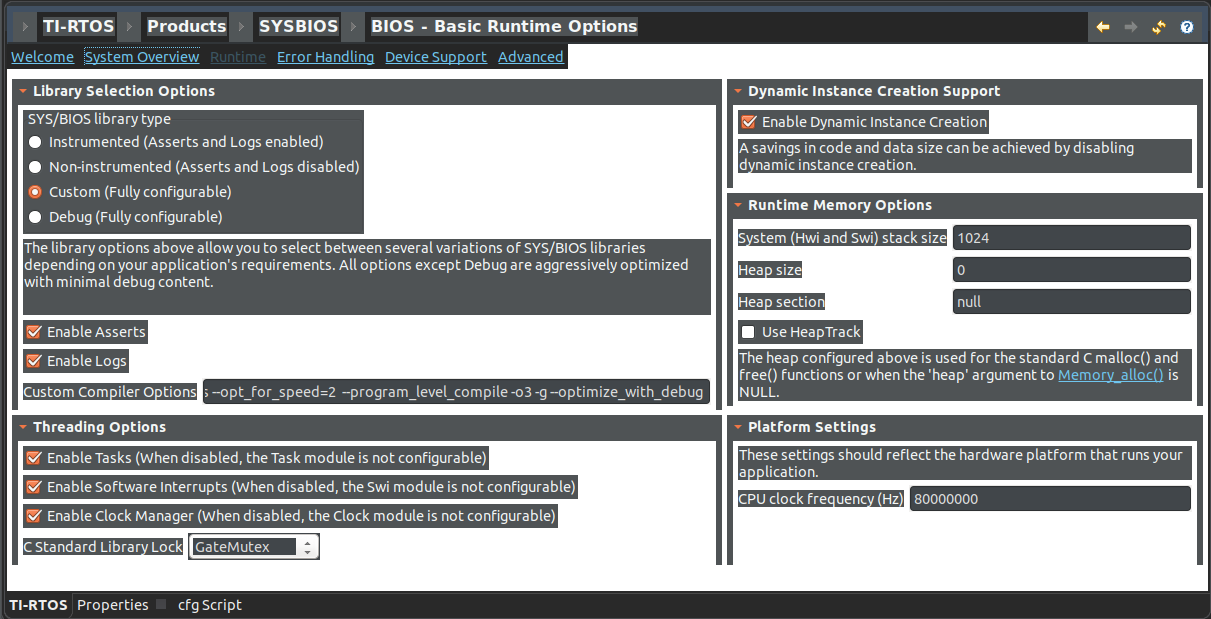 TI-RTOS Products SYSBIOS BIOS - Basic Runtime Options
Welcome System Overview Runtime Error Handling Device Support Advanced
Library Selection Options
SYS/BIOS library type
Instrumented (Asserts and Logs enabled)
Non-instrumented (Asserts and Logs disabled)
Custom (Fully configurable)
Debug (Fully configurable)
The library options above allow you to select between several variations of SYS/BIOS libraries
depending on your application's requirements. All options except Debug are aggressively optimized
with minimal debug content.
Enable Asserts
Enable Logs
Custom Compiler Options --opt_for_speed=2 --program_level_compile -o3 -g --optimize_with_debug
Threading Options
Enable Tasks (When disabled, the Task module is not configurable)
Enable Software Interrupts (When disabled, the Swi module is not configurable)
Enable Clock Manager (When disabled, the Clock module is not configurable)
C Standard Library Lock GateMutex
Dynamic Instance Creation Support
Enable Dynamic Instance Creation
A savings in code and data size can be achieved by disabling
dynamic instance creation.
Runtime Memory Options
System (Hwi and Swi) stack size 1024
Heap size 0
Heap section null
Use HeapTrack
The heap configured above is used for the standard C malloc() and
free() functions or when the 'heap' argument to Memory_alloc() is
NULL.
Platform Settings
These settings should reflect the hardware platform that runs your
application.
CPU clock frequency (Hz) 80000000
TI-RTOS Properties cfg Script